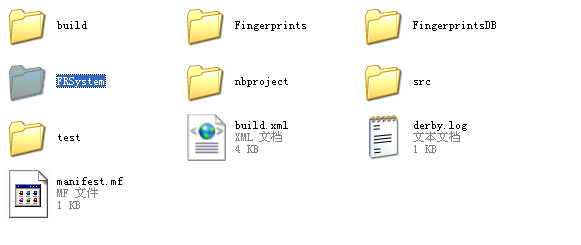 build
Fingerprints
FingerprintsDB
FRSystem
nbproject
src
test
build.xml
XML 文档
4 KB
derby.log
文本文档
1 KB
manifest.mf
MF 文件
1 KB